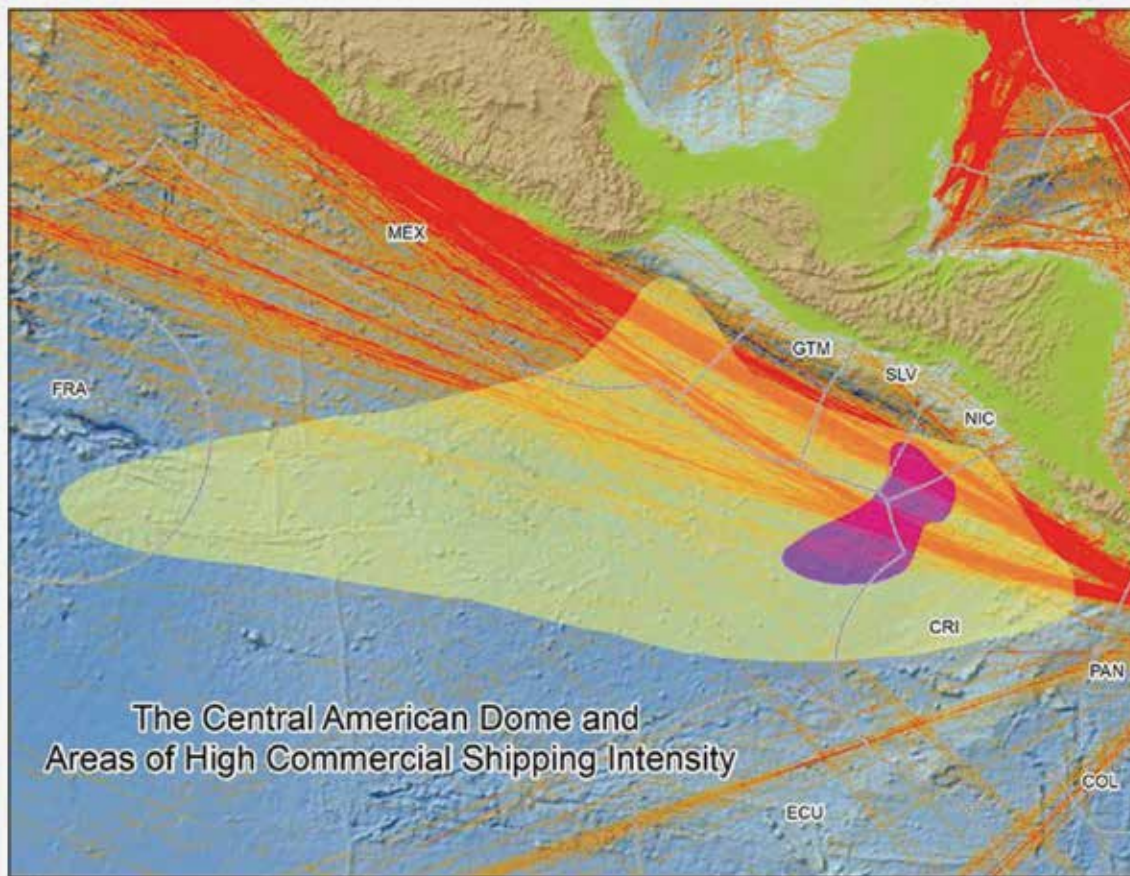 MEX
GTM
FRA
SLV
NIC
CRI
PAN
The Central American Dome and
Areas of High Commercial Shipping Intensity
COL
ECU